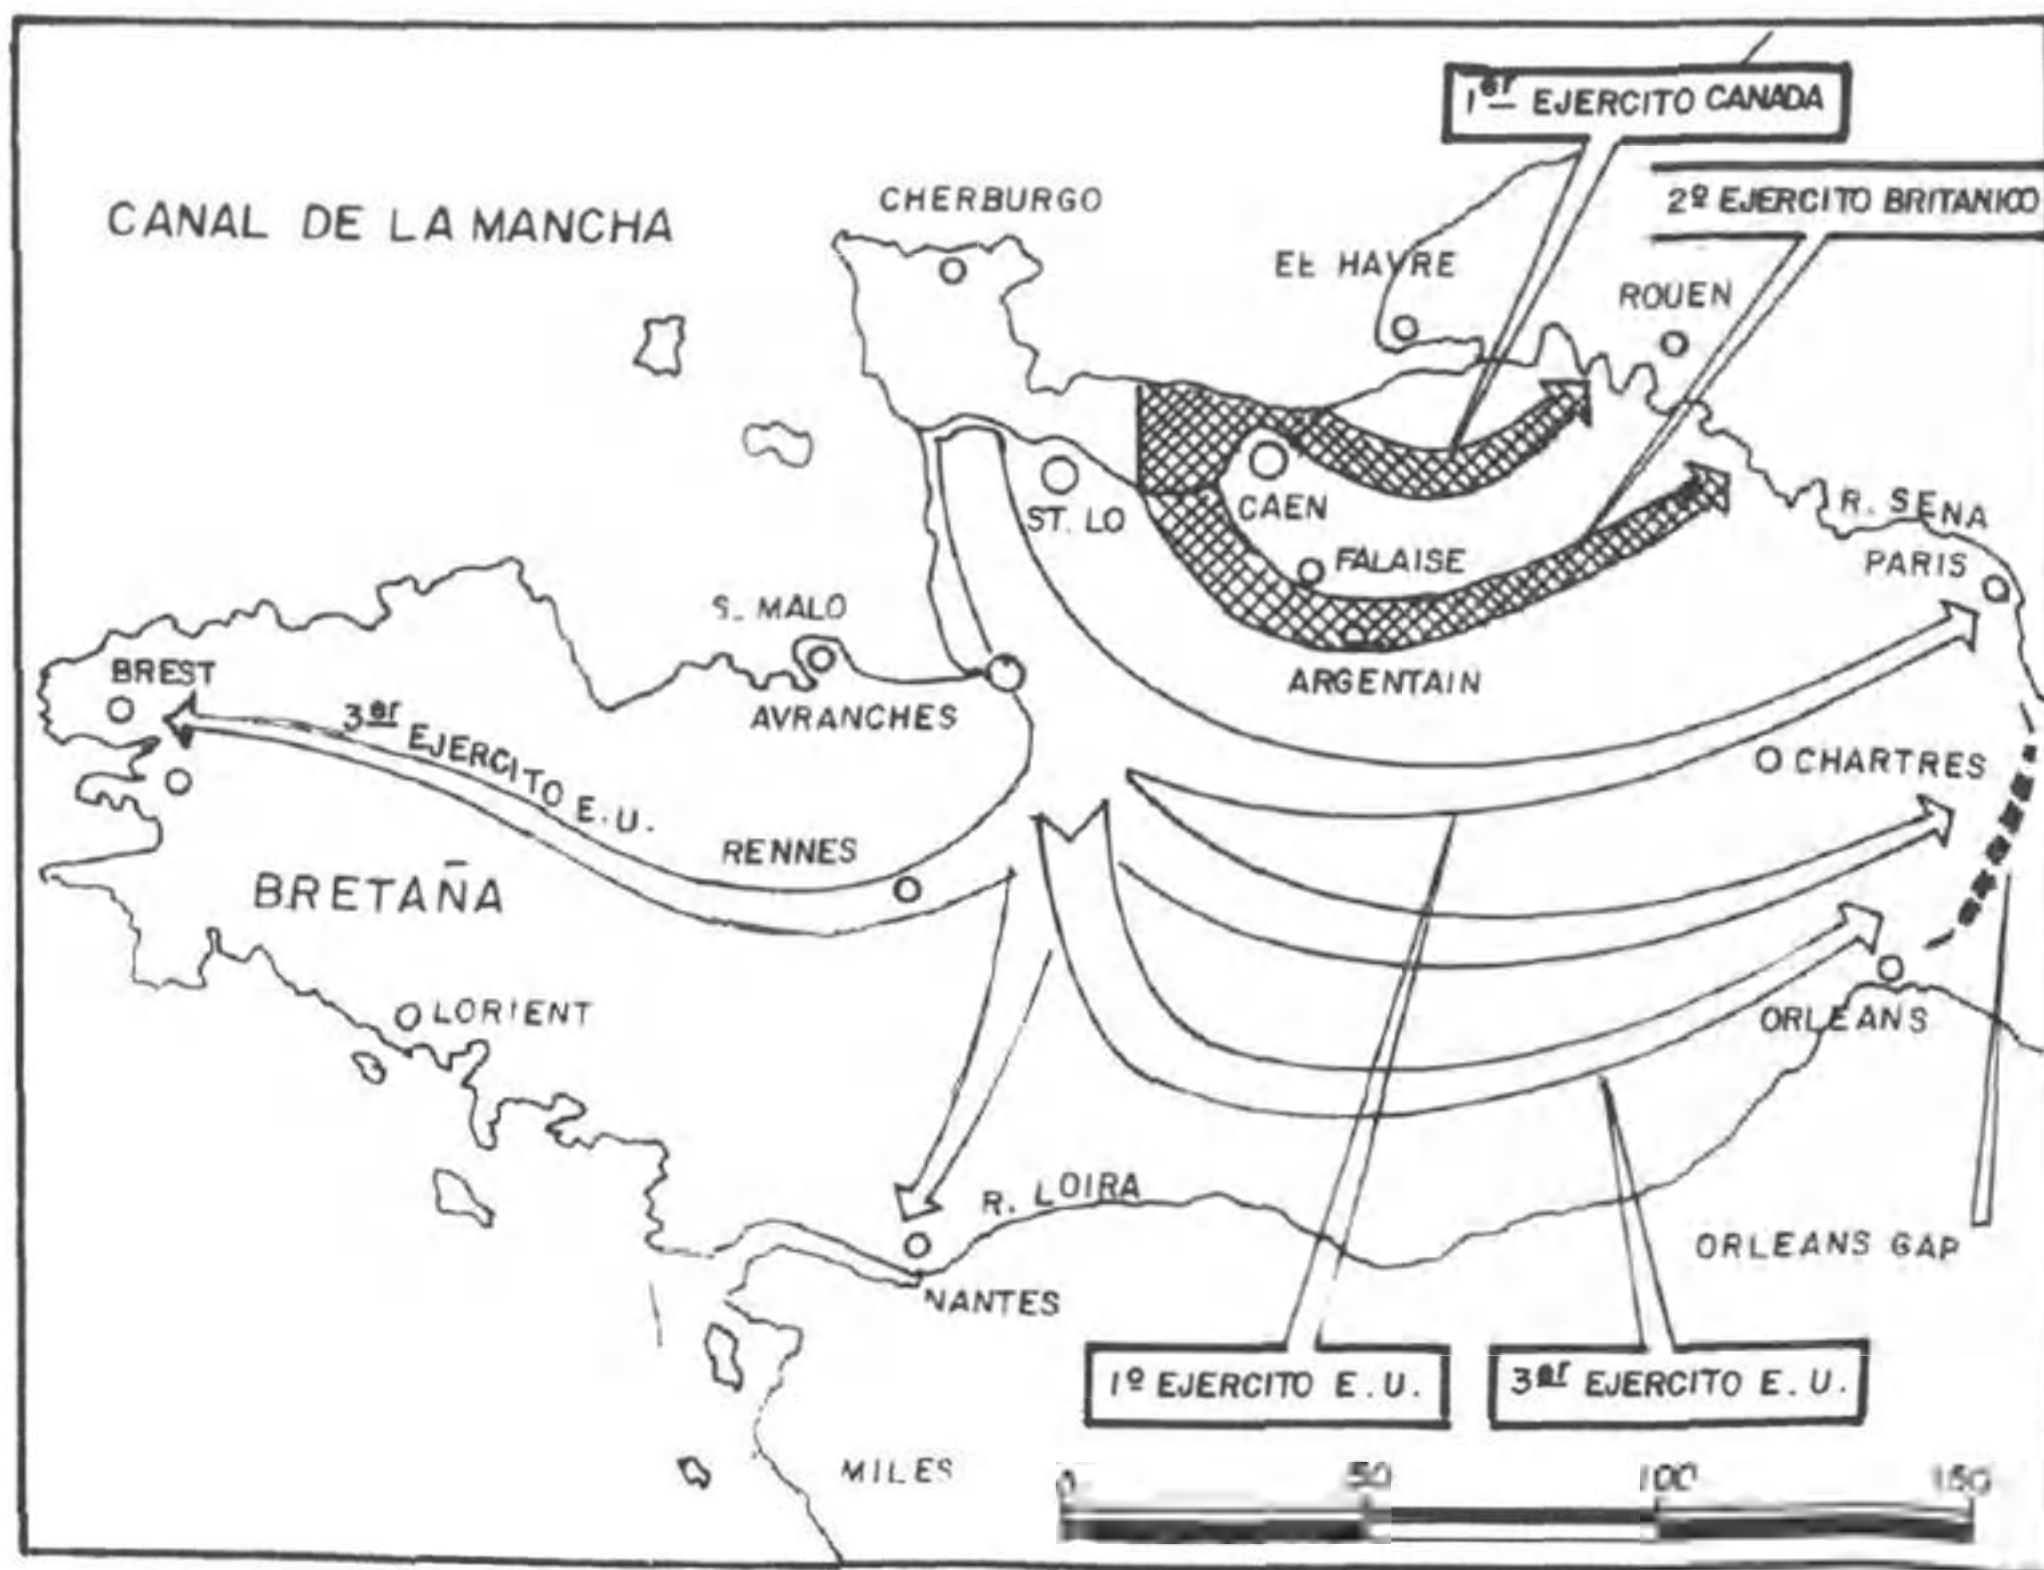 1er EJERCITO CANADA
2º EJERCITO BRITANICO
CANAL DE LA MANCHA
CHERBURGO
EL HAVRE
ROUEN
ST. LO
CAEN
FALAISE
R. SENA
PARIS
S. MALO
BREST
AVRANCHES
ARGENTAIN
3er EJERCITO E.U.
O CHARTRES
RENNES
BRETAÑA
LORIENT
ORLEANS
R. LOIRA
ORLEANS GAP
NANTES
1º EJERCITO E.U.
3er EJERCITO E.U.
MILES
0 50 100 150